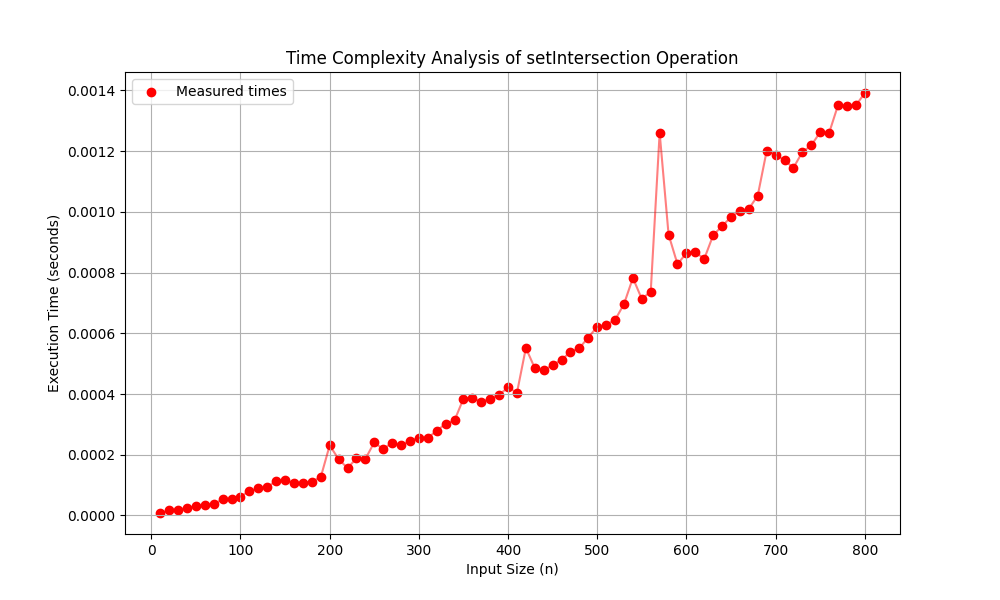 Time Complexity Analysis of setIntersection Operation
Measured times
0.0014
0.0012
0.0010
0.0008
0.0006
0.0004
0.0002
0.0000
Execution Time (seconds)
0 100 200 300 400 500 600 700 800
Input Size (n)